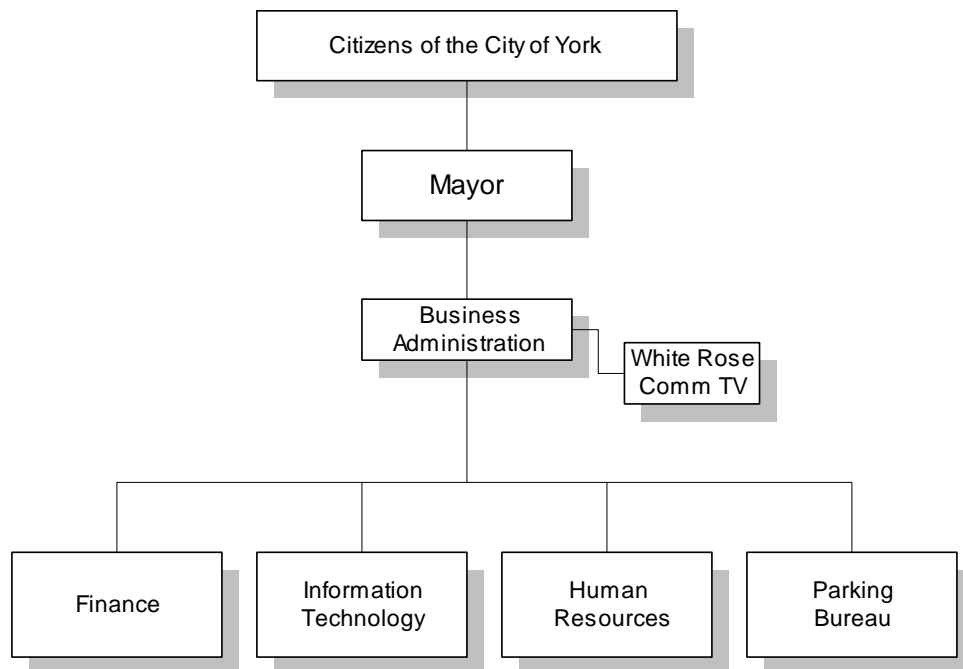 Citizens of the City of York
Mayor
Business
Administration
White Rose
Comm TV
Finance
Information
Technology
Human
Resources
Parking
Bureau